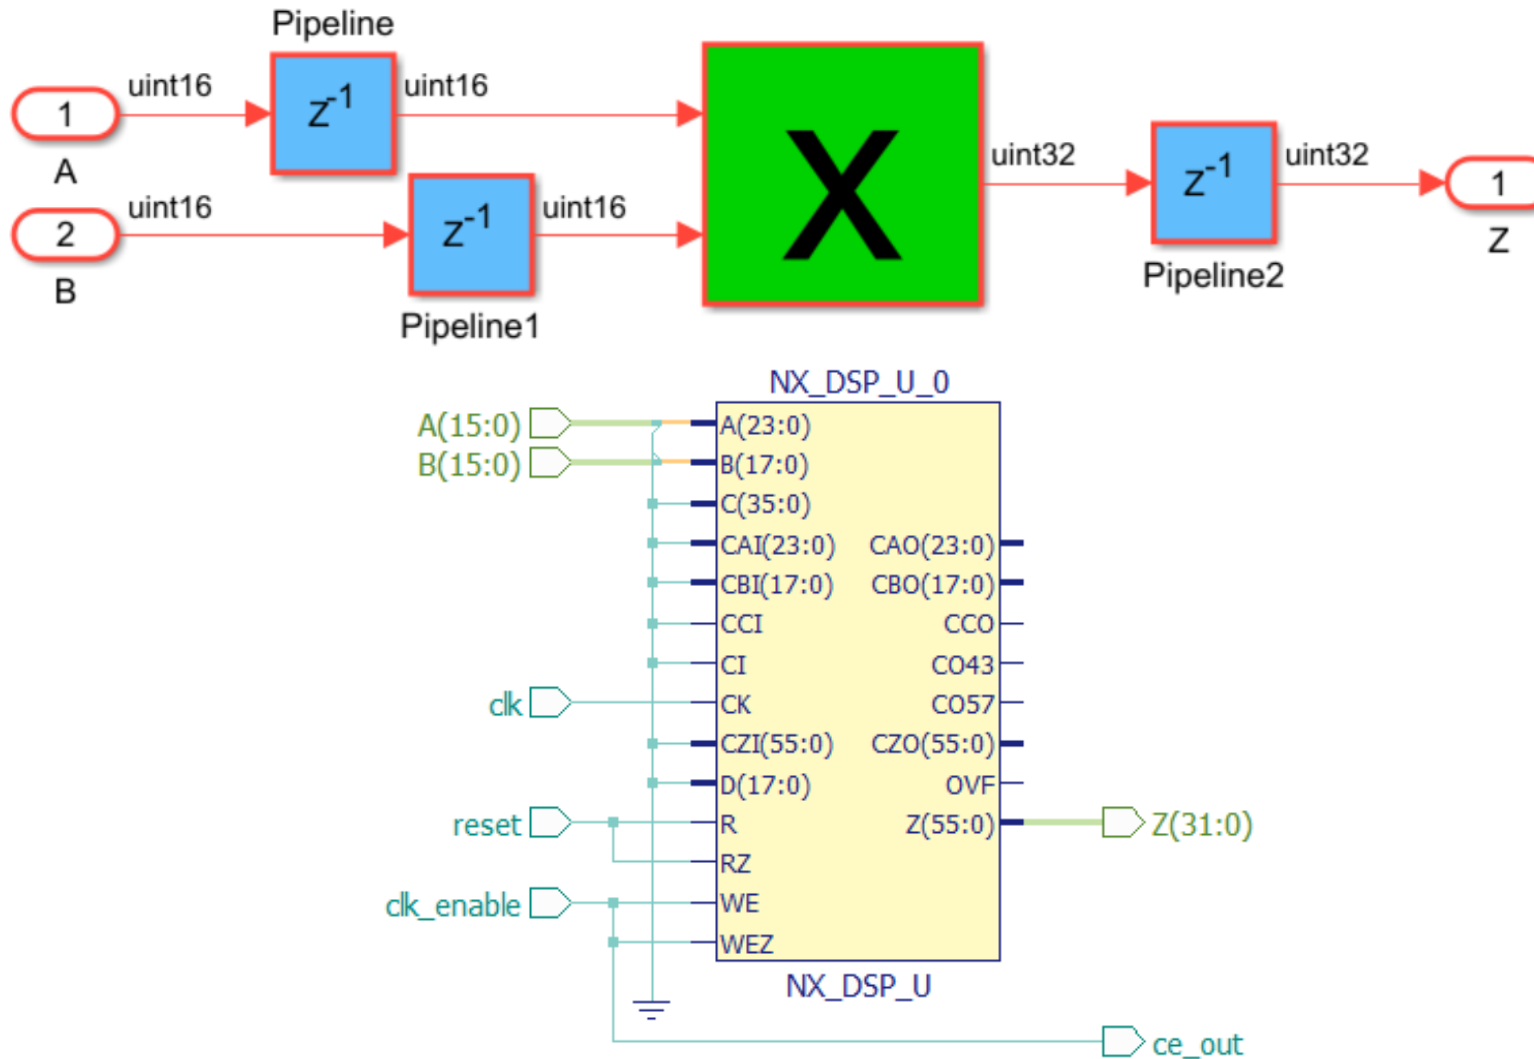 Pipeline
uint16
uint16
1
z-1
A
uint16
uint16
2
z-1
B
Pipeline1
X
uint32
uint32
z-1
1
Z
Pipeline2
NX_DSP_U_0
A(15:0)
A(23:0)
B(15:0)
B(17:0)
C(35:0)
CAI(23:0)
CAO(23:0)
CBI(17:0)
CBO(17:0)
CCI
CCO
CI
CO43
clk
CK
CO57
CZI(55:0)
CZO(55:0)
D(17:0)
OVF
reset
R
Z(55:0)
Z(31:0)
RZ
clk_enable
WE
WEZ
NX_DSP_U
ce_out